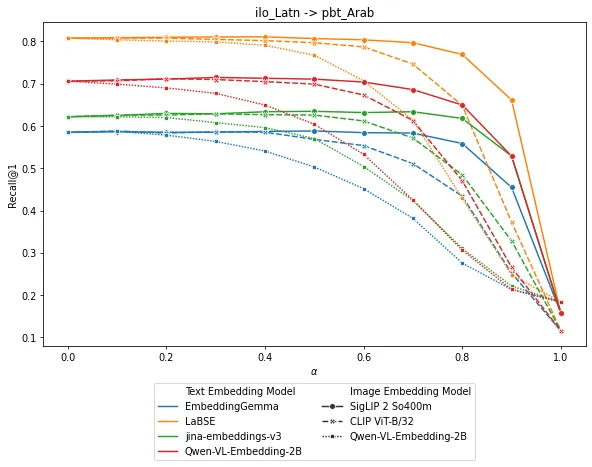 ilo_Latn -> pbt_Arab
Recall@1
0.8
0.7
0.6
0.5
0.4
0.3
0.2
0.1
0.0 0.2 0.4 0.6 0.8 1.0
α
Text Embedding Model
EmbeddingGemma
LaBSE
jina-embeddings-v3
Qwen-VL-Embedding-2B
Image Embedding Model
SigLIP 2 So400m
CLIP ViT-B/32
Qwen-VL-Embedding-2B